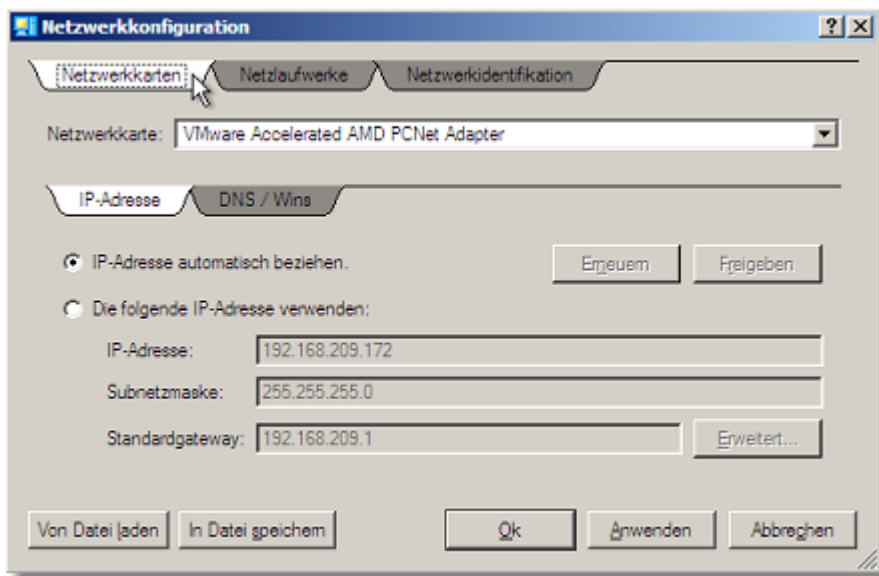 Netzwerkkonfiguration
Netzwerkkarten Netzlaufwerke Netzwerkidentifikation
Netzwerkkarte: VMware Accelerated AMD PCNet Adapter
IP-Adresse DNS / Wins
IP-Adresse automatisch beziehen. Erneuern Freigeben
Die folgende IP-Adresse verwenden:
IP-Adresse: 192.168.209.172
Subnetzmaske: 255.255.255.0
Standardgateway: 192.168.209.1 Erweitert...
Von Datei laden In Datei speichern Ok Anwenden Abbrechen